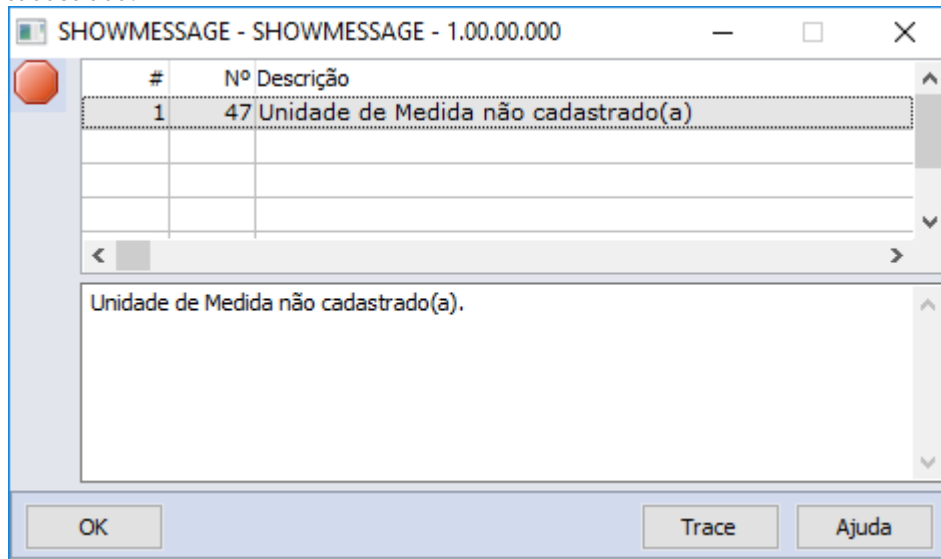 SHOWMESSAGE - SHOWMESSAGE - 1.00.00.000
# Nº Descrição
1 47 Unidade de Medida não cadastrado(a)
Unidade de Medida não cadastrado(a).
OK Trace Ajuda